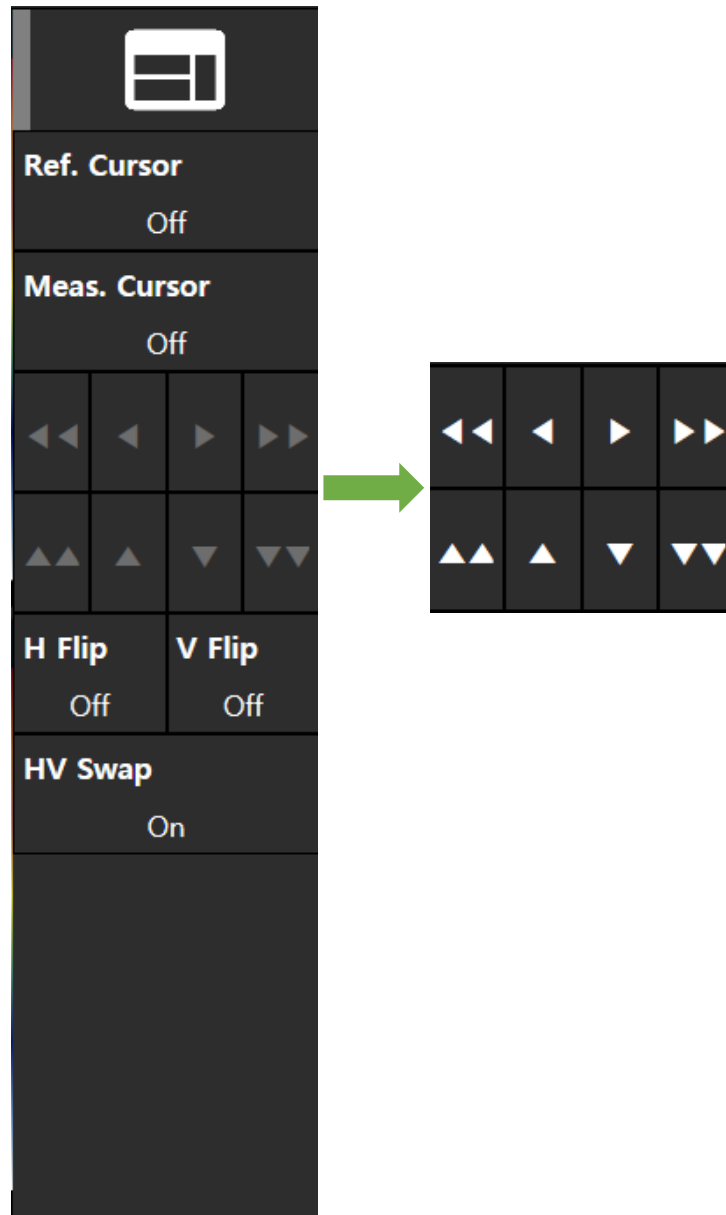 Ref. Cursor
Off
Meas. Cursor
Off
H Flip
V Flip
Off
Off
HV Swap
On